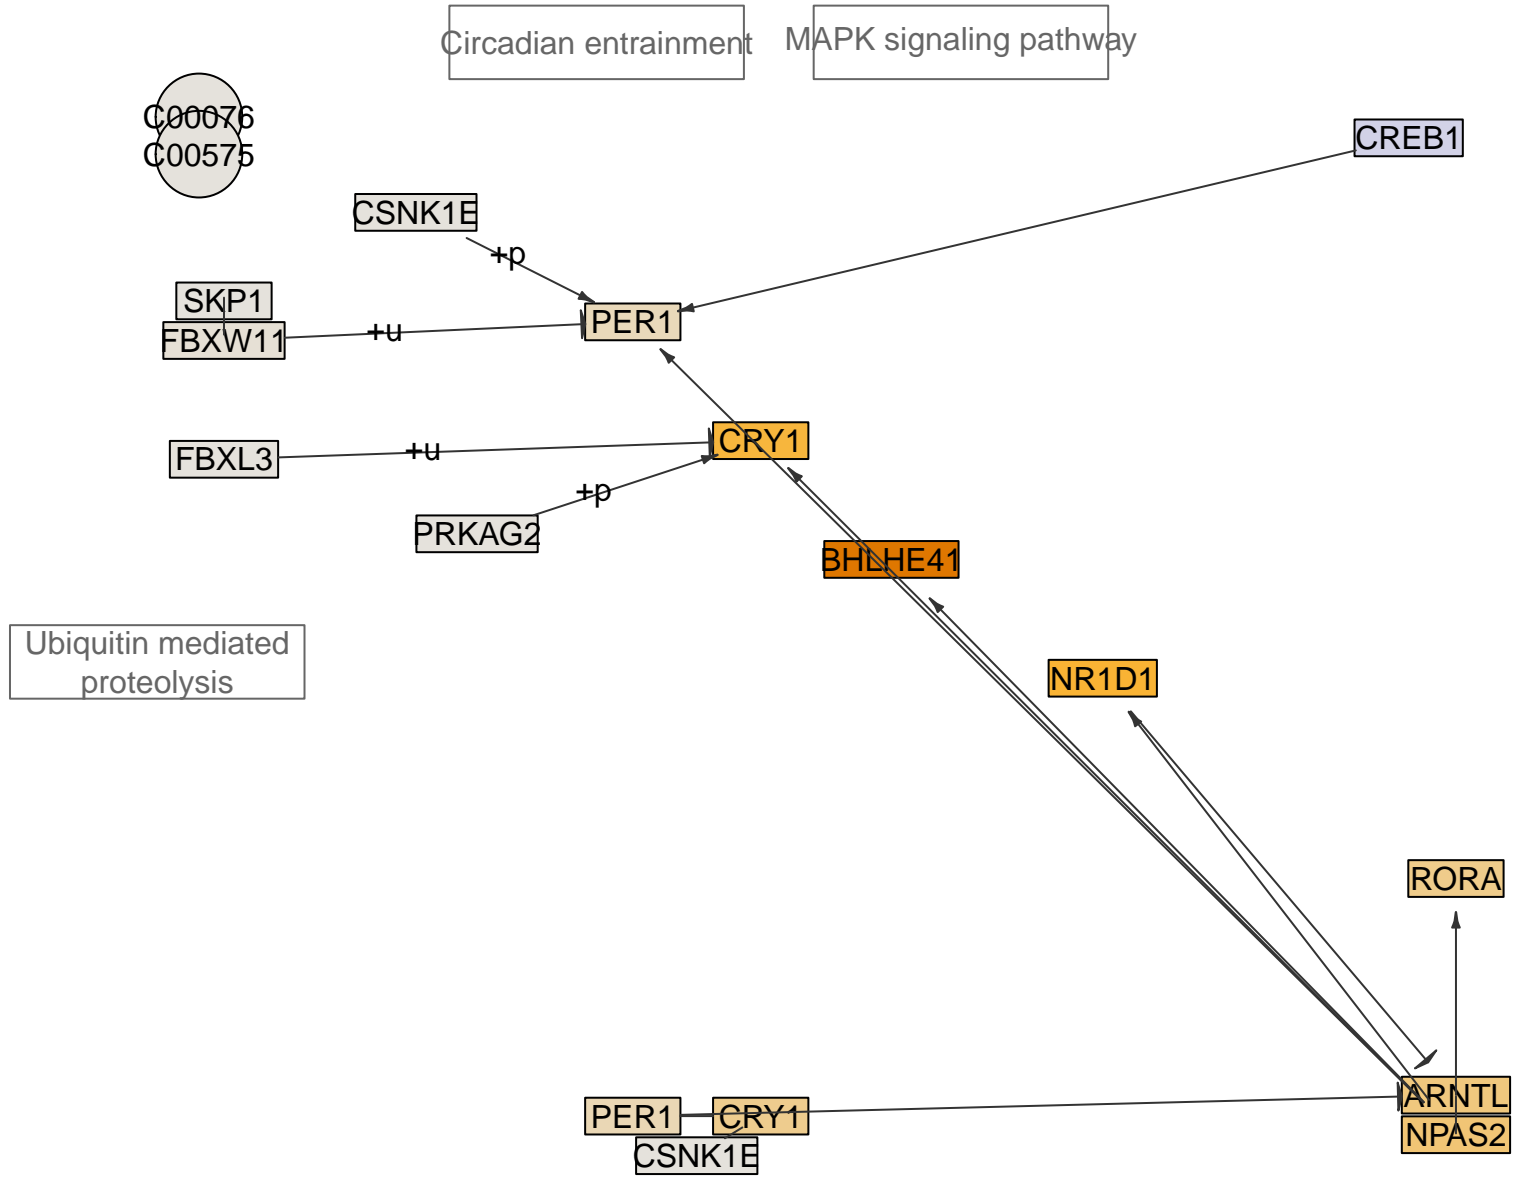 Circadian entrainment
MAPK signaling pathway
C00076
C00575
CREB1
CSNK1E
+p
SKP1
FBXW11
+u
PER1
FBXL3
+u
CRY1
PRKAG2
+p
BHLHE41
Ubiquitin mediated
proteolysis
NR1D1
RORA
ARNTL
NPAS2
PER1
CRY1
CSNK1E